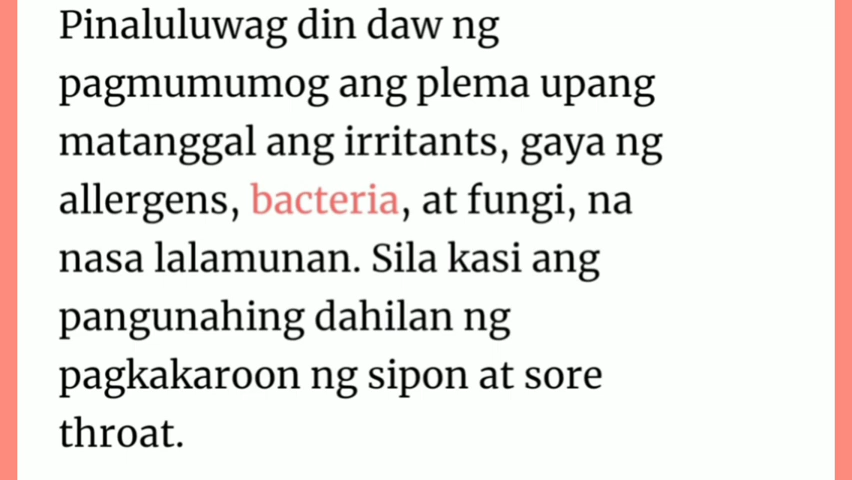 Pinaluluwag din daw ng
pagmumumog ang plema upang
matanggal ang irritants, gaya ng
allergens, bacteria, at fungi, na
nasa lalamunan. Sila kasi ang
pangunahing dahilan ng
pagkakaroon ng sipon at sore
throat.